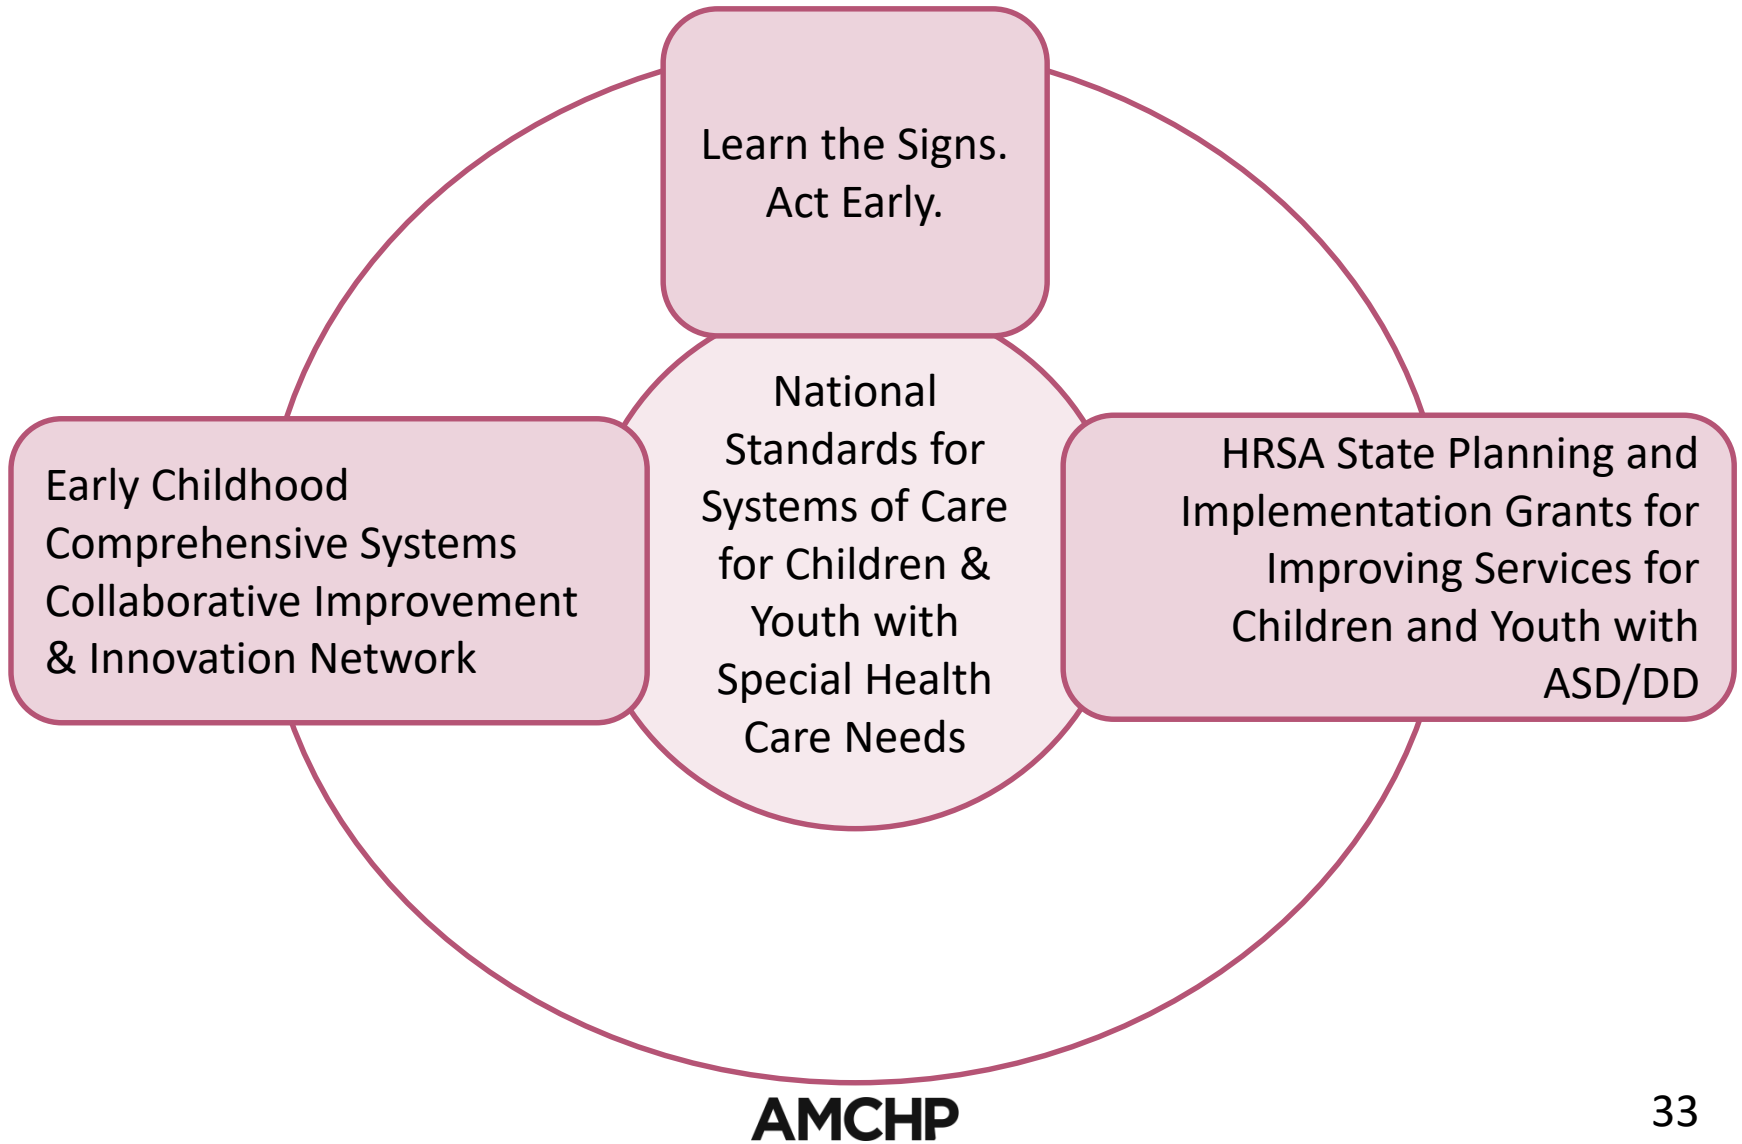 Learn the Signs.
Act Early.
Early Childhood
Comprehensive Systems
Collaborative Improvement
& Innovation Network
National
Standards for
Systems of Care
for Children &
Youth with
Special Health
Care Needs
HRSA State Planning and
Implementation Grants for
Improving Services for
Children and Youth with
ASD/DD
AMCHP
33